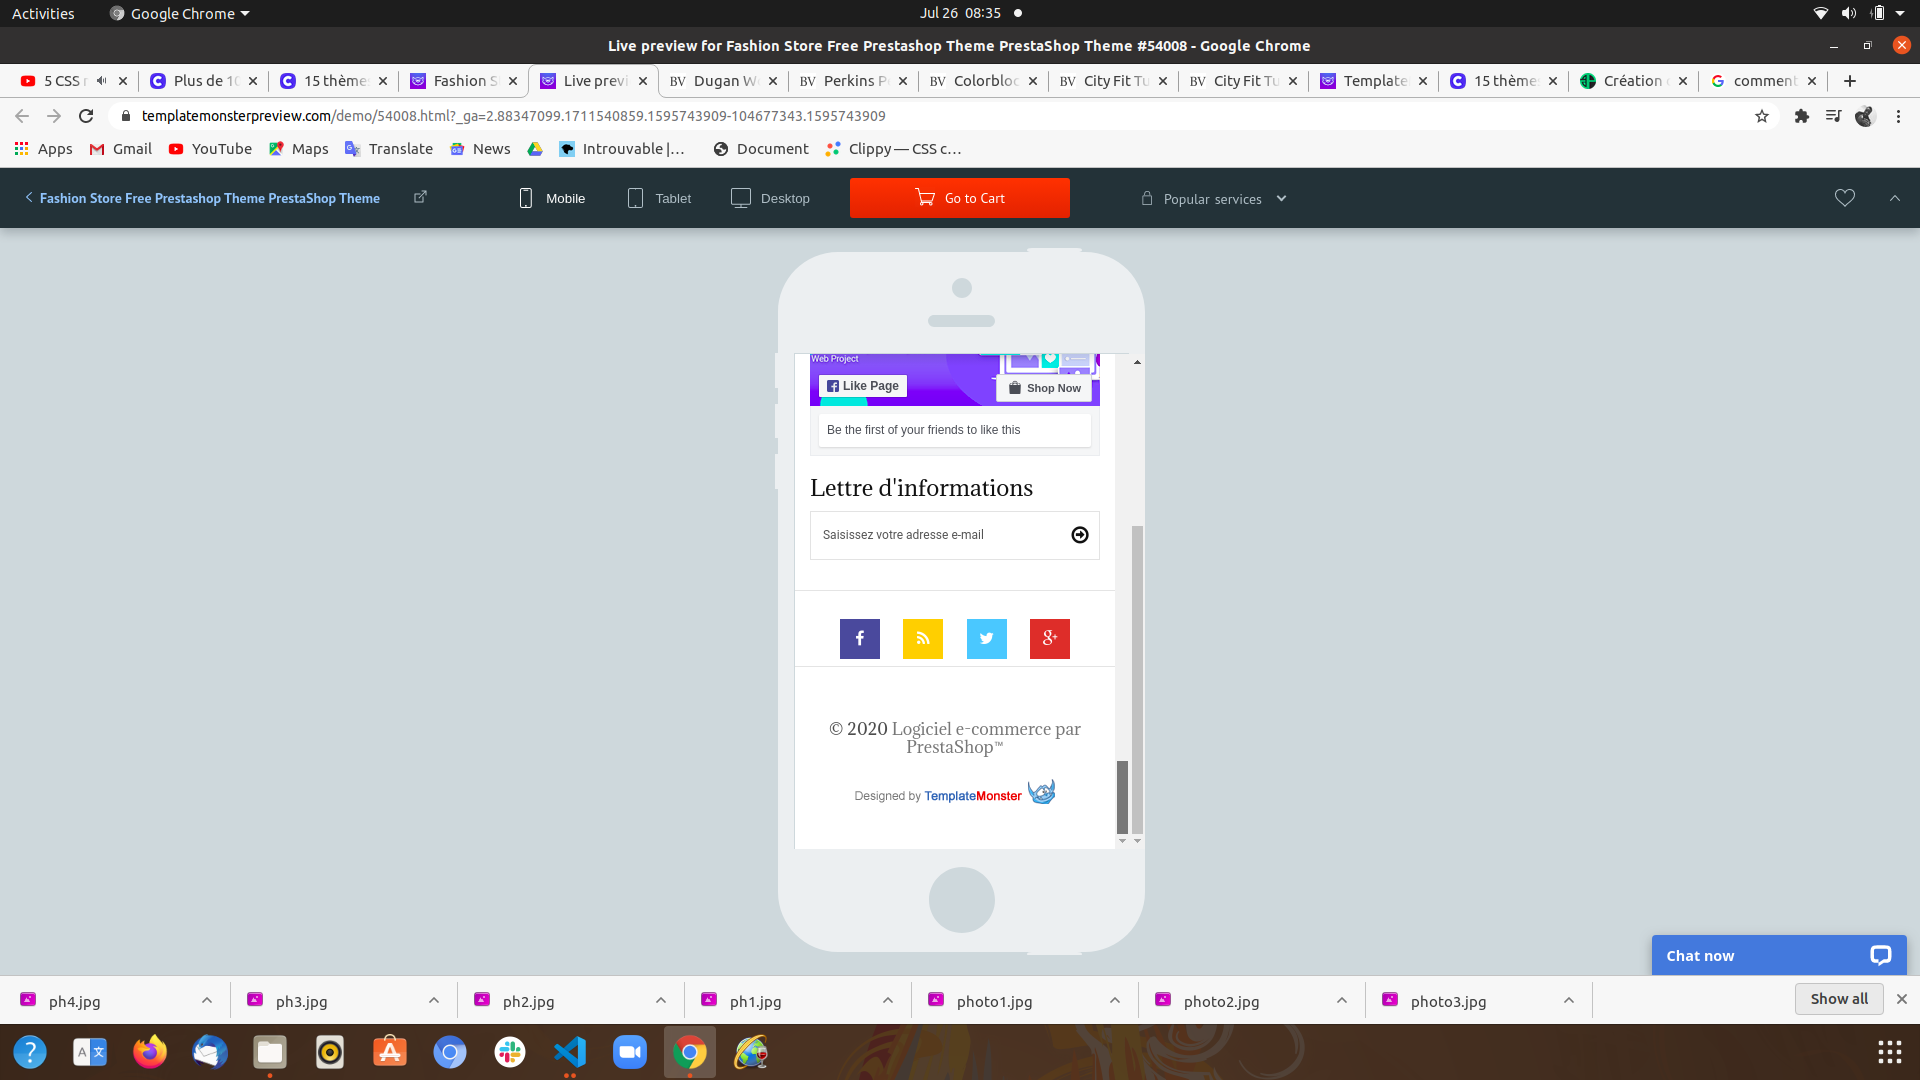 Activities
Google Chrome
Jul 26 08:35
Live preview for Fashion Store Free Prestashop Theme PrestaShop Theme #54008 - Google Chrome
5 CSS
Plus de 10
15 thème
Fashion S
Live previ
BV Dugan W
BV Perkins P
BV Colorbloc
BV City Fit Tu
BV City Fit Tu
Template
15 thème
Création
comment
templatemonsterpreview.com/demo/54008.html?_ga=2.88347099.1711540859.1595743909-104677343.1595743909
Apps
Gmail
YouTube
Maps
Translate
News
Introuvable |…
Document
Clippy — CSS c…
Fashion Store Free Prestashop Theme PrestaShop Theme
Mobile
Tablet
Desktop
Go to Cart
Popular services
Web Project
Like Page
Shop Now
Be the first of your friends to like this
Lettre d'informations
Saisissez votre adresse e-mail
© 2020 Logiciel e-commerce par
PrestaShop™
Designed by TemplateMonster
Chat now
ph4.jpg
ph3.jpg
ph2.jpg
ph1.jpg
photo1.jpg
photo2.jpg
photo3.jpg
Show all